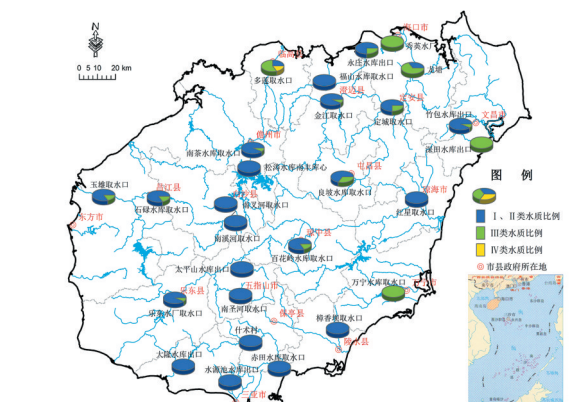 N
0 5 10 20 km
海口市
秀英水厂
永庄水库出口
龙塘
临高县
多莲取水口
福山水库取水口
澄迈县
金江取水口
定安县
定城取水口
竹包水库出口
文昌市
深田水库出口
儋州市
南茶水库取水口
松涛水库南丰库心
屯昌县
良坡水库取水口
玉雄取水口
昌江县
石碌水库取水口
琼海市
红星取水口
东方市
南溪河取水口
百花岭水库取水口
太平山水库出口
万宁水库取水口
五指山市
南圣河取水口
乐东县
乐东水厂取水口
保亭县
什木村
樟香坝取水口
陵水县
大隆水库出口
赤田水库取水口
水源池水库出口
三亚市
图 例
Ⅰ、Ⅱ类水质比例
Ⅲ类水质比例
Ⅳ类水质比例
市县政府所在地